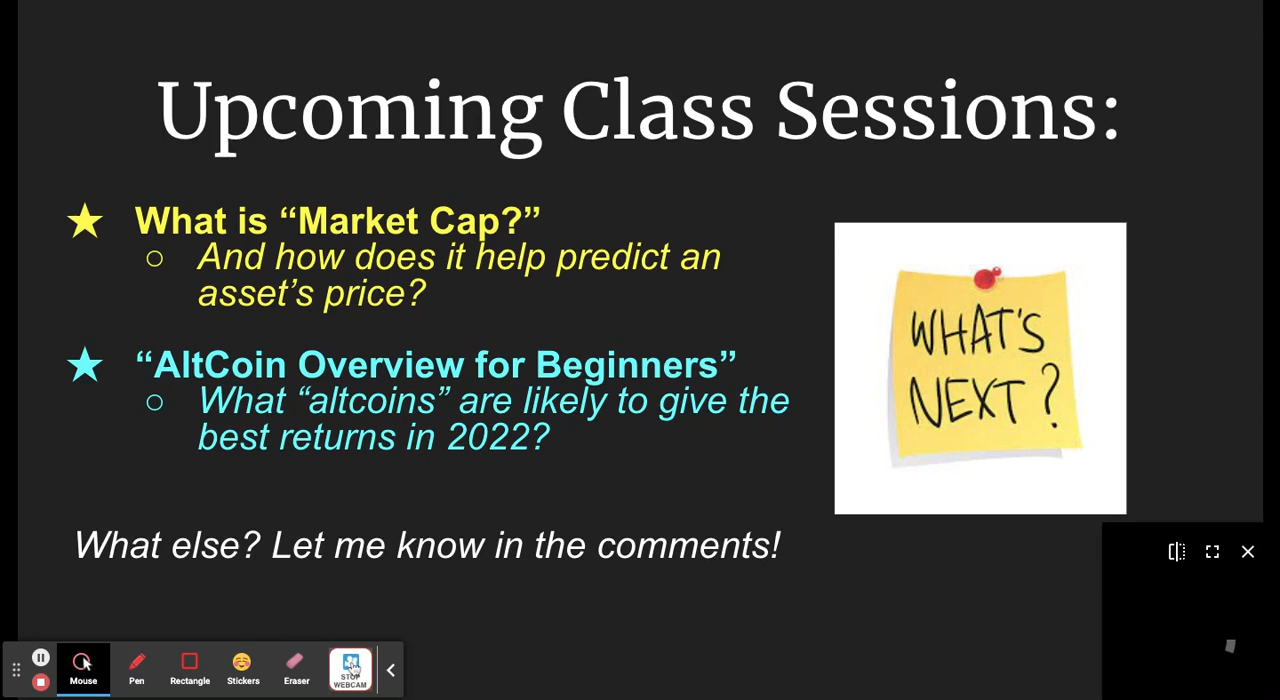 Upcoming Class Sessions:
★ What is “Market Cap?”
○ And how does it help predict an
asset’s price?
★ “AltCoin Overview for Beginners”
○ What “altcoins” are likely to give the
best returns in 2022?
What else? Let me know in the comments!
WHAT'S
NEXT?
Mouse
Pen
Rectangle
Stickers
Eraser
STOP
WEBCAM